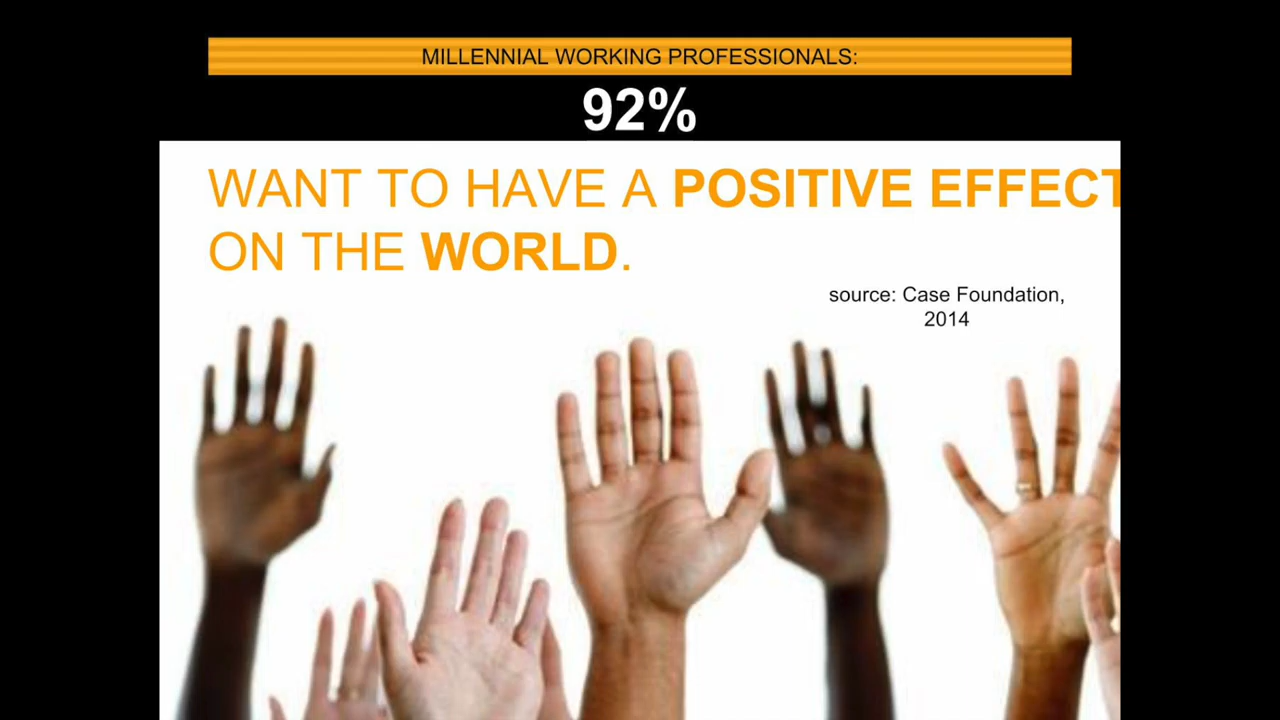 MILLENNIAL WORKING PROFESSIONALS:
92%
WANT TO HAVE A POSITIVE EFFECT
ON THE WORLD.
source: Case Foundation,
2014